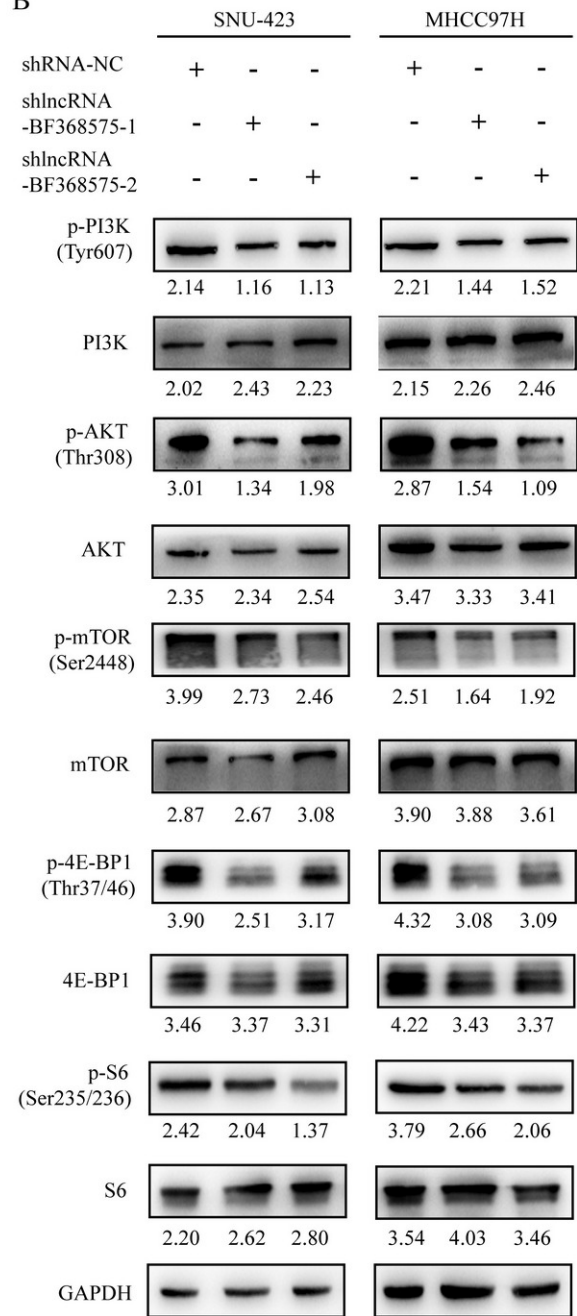 B
SNU-423 MHCC97H
shRNA-NC + - - + - -
shlncRNA
-BF368575-1 - + - - + -
shlncRNA
-BF368575-2 - - + - - +
p-PI3K
(Tyr607)
2.14 1.16 1.13 2.21 1.44 1.52
PI3K
2.02 2.43 2.23 2.15 2.26 2.46
p-AKT
(Thr308)
3.01 1.34 1.98 2.87 1.54 1.09
AKT
2.35 2.34 2.54 3.47 3.33 3.41
p-mTOR
(Ser2448)
3.99 2.73 2.46 2.51 1.64 1.92
mTOR
2.87 2.67 3.08 3.90 3.88 3.61
p-4E-BP1
(Thr37/46)
3.90 2.51 3.17 4.32 3.08 3.09
4E-BP1
3.46 3.37 3.31 4.22 3.43 3.37
p-S6
(Ser235/236)
2.42 2.04 1.37 3.79 2.66 2.06
S6
2.20 2.62 2.80 3.54 4.03 3.46
GAPDH